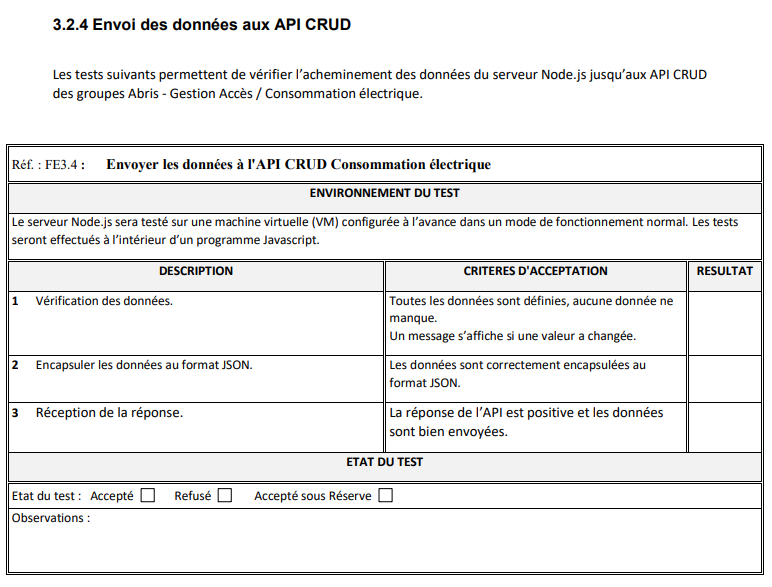 3.2.4 Envoi des données aux API CRUD
Les tests suivants permettent de vérifier l'acheminement des données du serveur Node.js jusqu'aux API CRUD
des groupes Abris - Gestion Accès / Consommation électrique.
Réf. : FE3.4 : Envoyer les données à l'API CRUD Consommation électrique
ENVIRONNEMENT DU TEST
Le serveur Node.js sera testé sur une machine virtuelle (VM) configurée à l'avance dans un mode de fonctionnement normal. Les tests
seront effectués à l'intérieur d'un programme Javascript.
DESCRIPTION CRITERES D'ACCEPTATION RESULTAT
1 Vérification des données.
Toutes les données sont définies, aucune donnée ne
manque.
Un message s'affiche si une valeur a changée.
2 Encapsuler les données au format JSON.
Les données sont correctement encapsulées au
format JSON.
3 Réception de la réponse.
La réponse de l'API est positive et les données
sont bien envoyées.
ETAT DU TEST
Etat du test : Accepté Refusé Accepté sous Réserve
Observations :